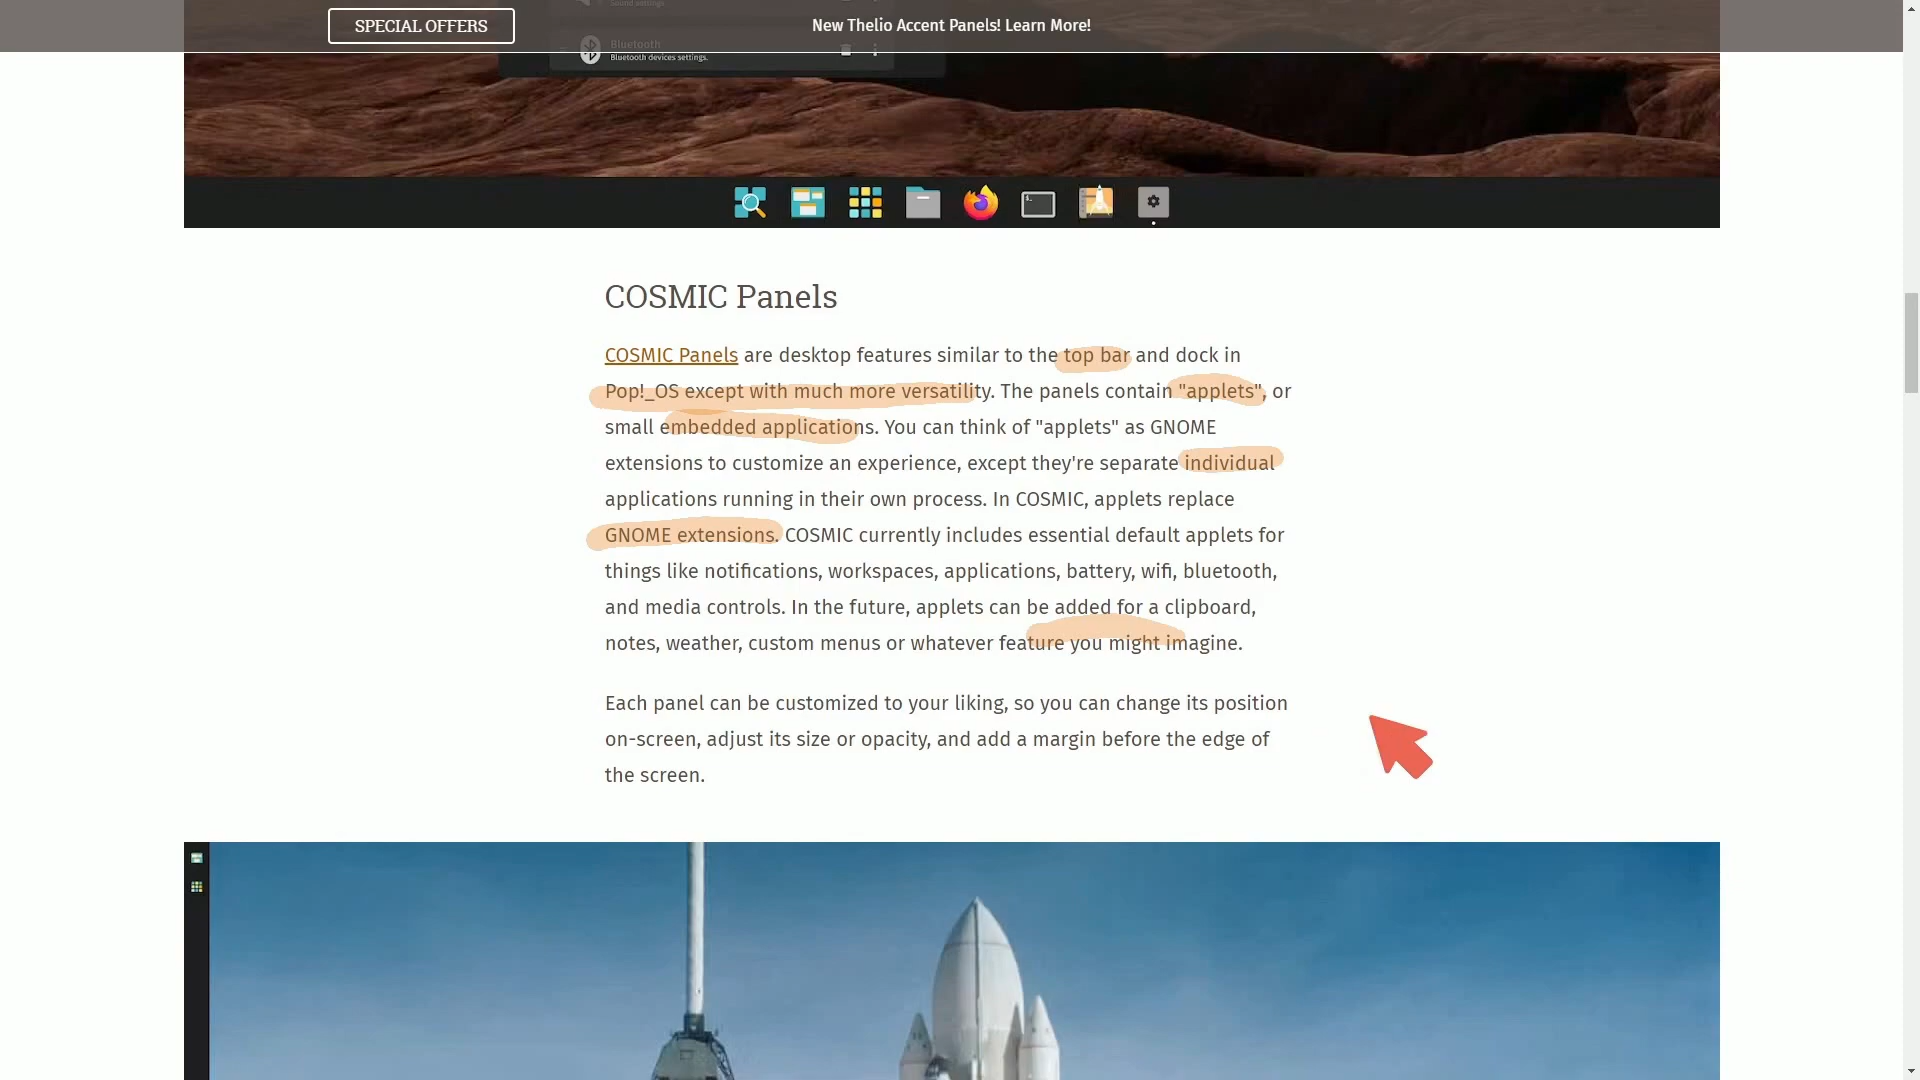 Sound settings
SPECIAL OFFERS
New Thelio Accent Panels! Learn More!
Bluetooth
Bluetooth devices settings.
COSMIC Panels
COSMIC Panels are desktop features similar to the top bar and dock in
Pop!_OS except with much more versatility. The panels contain "applets", or
small embedded applications. You can think of "applets" as GNOME
extensions to customize an experience, except they're separate individual
applications running in their own process. In COSMIC, applets replace
GNOME extensions. COSMIC currently includes essential default applets for
things like notifications, workspaces, applications, battery, wifi, bluetooth,
and media controls. In the future, applets can be added for a clipboard,
notes, weather, custom menus or whatever feature you might imagine.
Each panel can be customized to your liking, so you can change its position
on-screen, adjust its size or opacity, and add a margin before the edge of
the screen.